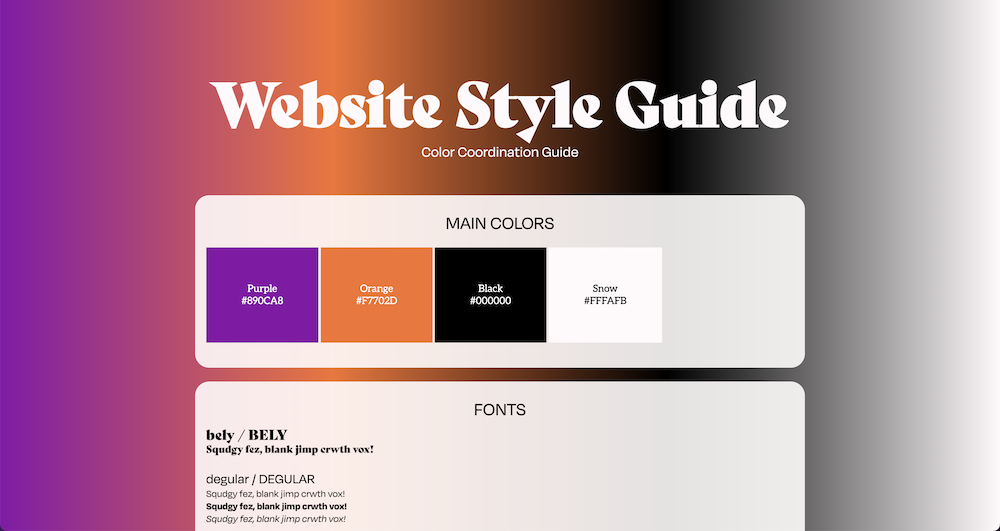 Website Style Guide
Color Coordination Guide
MAIN COLORS
Purple
#890CA8
Orange
#F7702D
Black
#000000
Snow
#FFFAFB
FONTS
bely / BELY
Squdgy fez, blank jimp crwth vox!
degular / DEGULAR
Squdgy fez, blank jimp crwth vox!
Squdgy fez, blank jimp crwth vox!
Squdgy fez, blank jimp crwth vox!